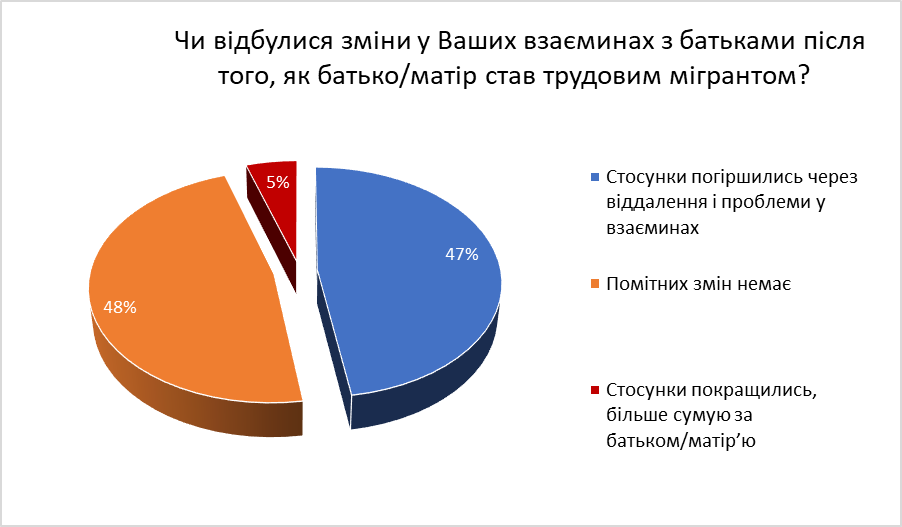 Чи відбулися зміни у Ваших взаєминах з батьками після
того, як батько/матір став трудовим мігрантом?
5%
47%
48%
Стосунки погіршились через
віддалення і проблеми у
взаєминах
Помітних змін немає
Стосунки покращились,
більше сумую за
батьком/матір’ю